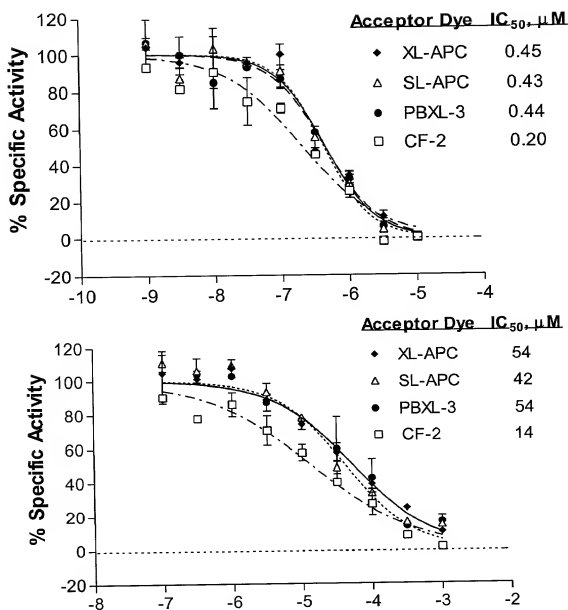 Acceptor Dye IC50, µM
XL-APC 0.45
SL-APC 0.43
PBXL-3 0.44
CF-2 0.20
% Specific Activity
120
100
80
60
40
20
0
20
-10 -9 -8 -7 -6 -5 -4
Acceptor Dye IC50, µM
XL-APC 54
SL-APC 42
PBXL-3 54
CF-2 14
% Specific Activity
120
100
80
60
40
20
0
-20
-8 -7 -6 -5 -4 -3 -2